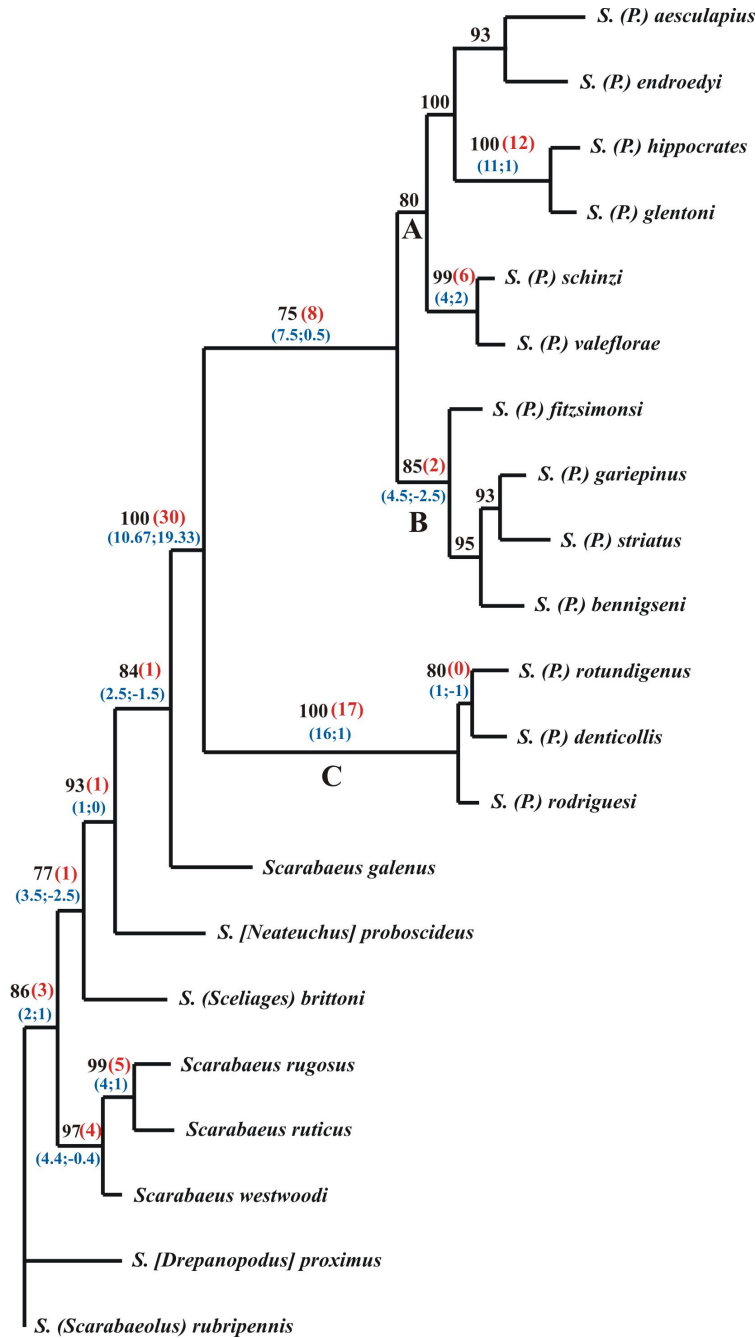 93
S. (P.) aesculapius
S. (P.) endroedyi
100
100(12)
(11;1)
S. (P.) hippocrates
S. (P.) glentoni
80
A
99(6)
(4;2)
S. (P.) schinzi
S. (P.) valeflorae
75(8)
(7.5;0.5)
S. (P.) fitzsimonsi
85(2)
(4.5;-2.5)
B
93
S. (P.) gariepinus
S. (P.) striatus
95
S. (P.) bennigseni
100(30)
(10.67;19.33)
84(1)
(2.5;-1.5)
80(0)
(1;-1)
S. (P.) rotundigenus
100(17)
(16;1)
C
S. (P.) denticollis
S. (P.) rodriguesi
93(1)
(1;0)
Scarabaeus galenus
77(1)
(3.5;-2.5)
S. [Neateuchus] proboscideus
86(3)
(2;1)
S. (Sceliages) brittoni
99(5)
(4;1)
Scarabaeus rugosus
97(4)
(4.4;-0.4)
Scarabaeus ruticus
Scarabaeus westwoodi
S. [Drepanopodus] proximus
S. (Scarabaeolus) rubripennis